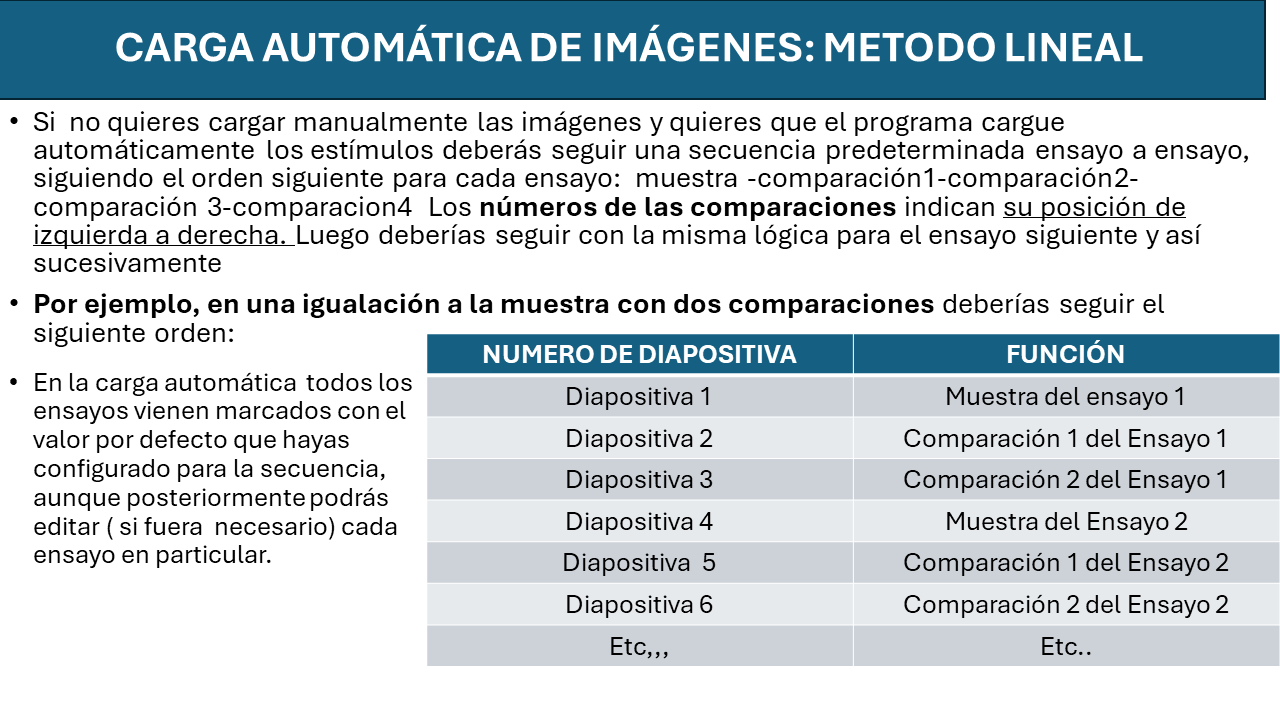 CARGA AUTOMÁTICA DE IMÁGENES: METODO LINEAL
• Si no quieres cargar manualmente las imágenes y quieres que el programa cargue
automáticamente los estímulos deberás seguir una secuencia predeterminada ensayo a ensayo,
siguiendo el orden siguiente para cada ensayo: muestra -comparación1-comparación2-
comparación 3-comparacion4 Los números de las comparaciones indican su posición de
izquierda a derecha. Luego deberías seguir con la misma lógica para el ensayo siguiente y así
sucesivamente
• Por ejemplo, en una igualación a la muestra con dos comparaciones deberías seguir el
siguiente orden:
• En la carga automática todos los
ensayos vienen marcados con el
valor por defecto que hayas
configurado para la secuencia,
aunque posteriormente podrás
editar ( si fuera necesario) cada
ensayo en particular.
NUMERO DE DIAPOSITIVA FUNCIÓN
Diapositiva 1 Muestra del ensayo 1
Diapositiva 2 Comparación 1 del Ensayo 1
Diapositiva 3 Comparación 2 del Ensayo 1
Diapositiva 4 Muestra del Ensayo 2
Diapositiva 5 Comparación 1 del Ensayo 2
Diapositiva 6 Comparación 2 del Ensayo 2
Etc,,, Etc..